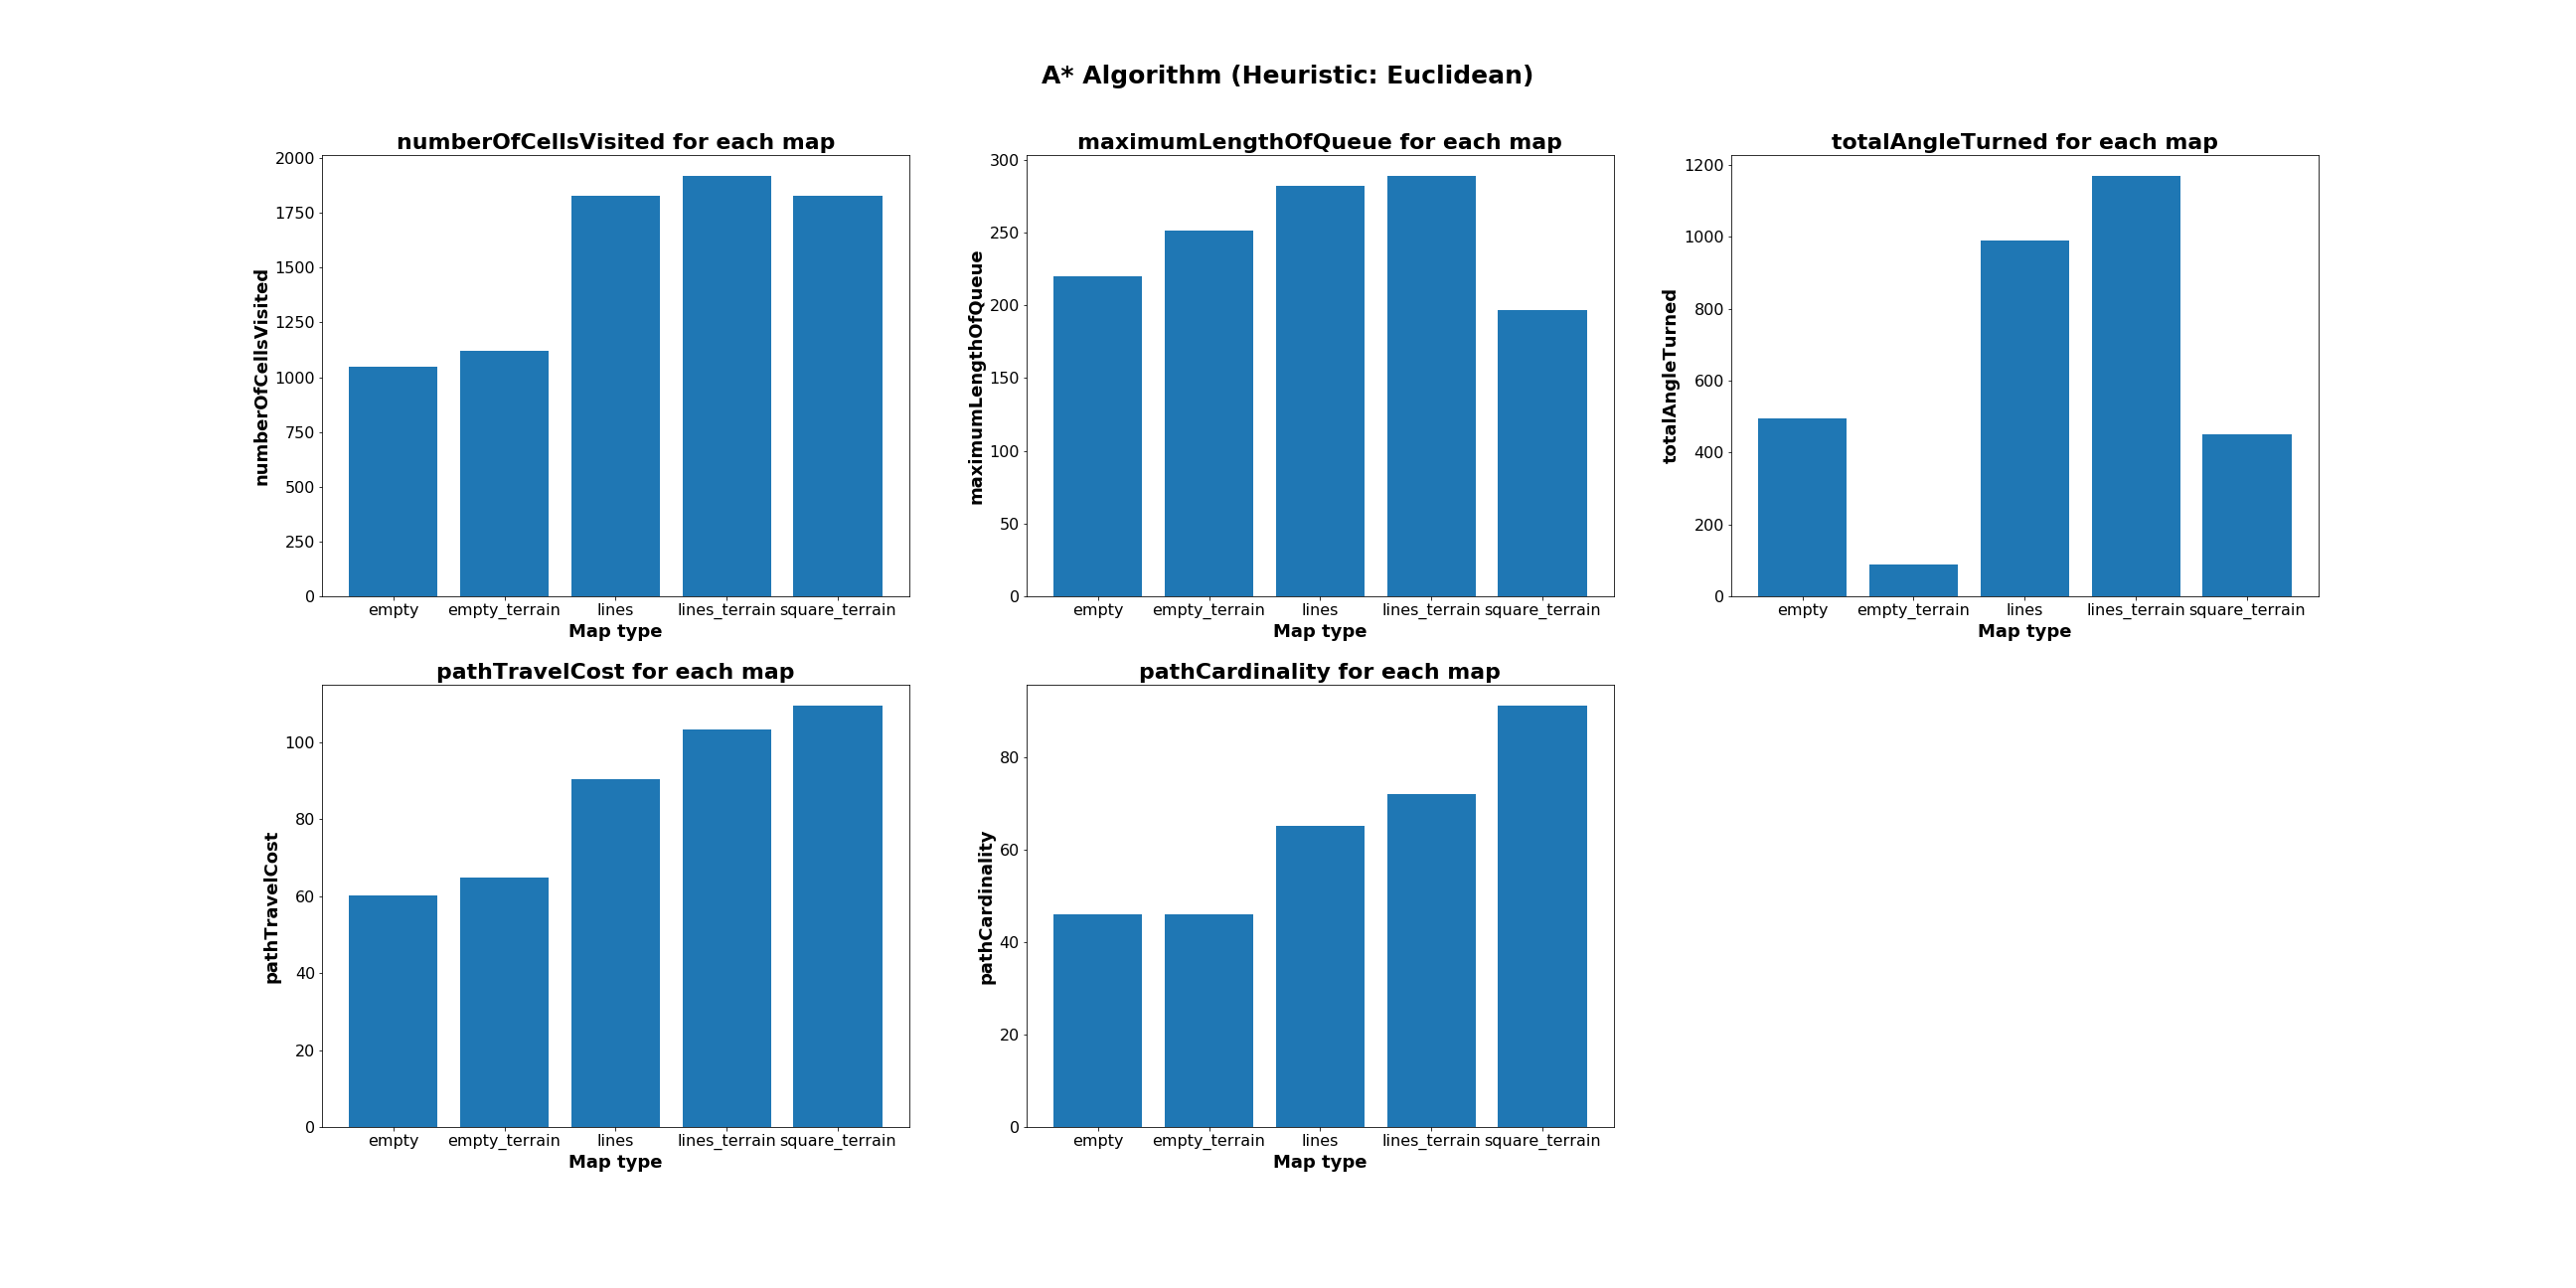 A* Algorithm (Heuristic: Euclidean)
numberOfCellsVisited for each map
numberOfCellsVisited
2000
1750
1500
1250
1000
750
500
250
0
empty empty_terrain lines lines_terrain square_terrain
Map type
maximumLengthOfQueue for each map
maximumLengthOfQueue
300
250
200
150
100
50
0
empty empty_terrain lines lines_terrain square_terrain
Map type
totalAngleTurned for each map
totalAngleTurned
1200
1000
800
600
400
200
0
empty empty_terrain lines lines_terrain square_terrain
Map type
pathTravelCost for each map
pathTravelCost
100
80
60
40
20
0
empty empty_terrain lines lines_terrain square_terrain
Map type
pathCardinality for each map
pathCardinality
80
60
40
20
0
empty empty_terrain lines lines_terrain square_terrain
Map type